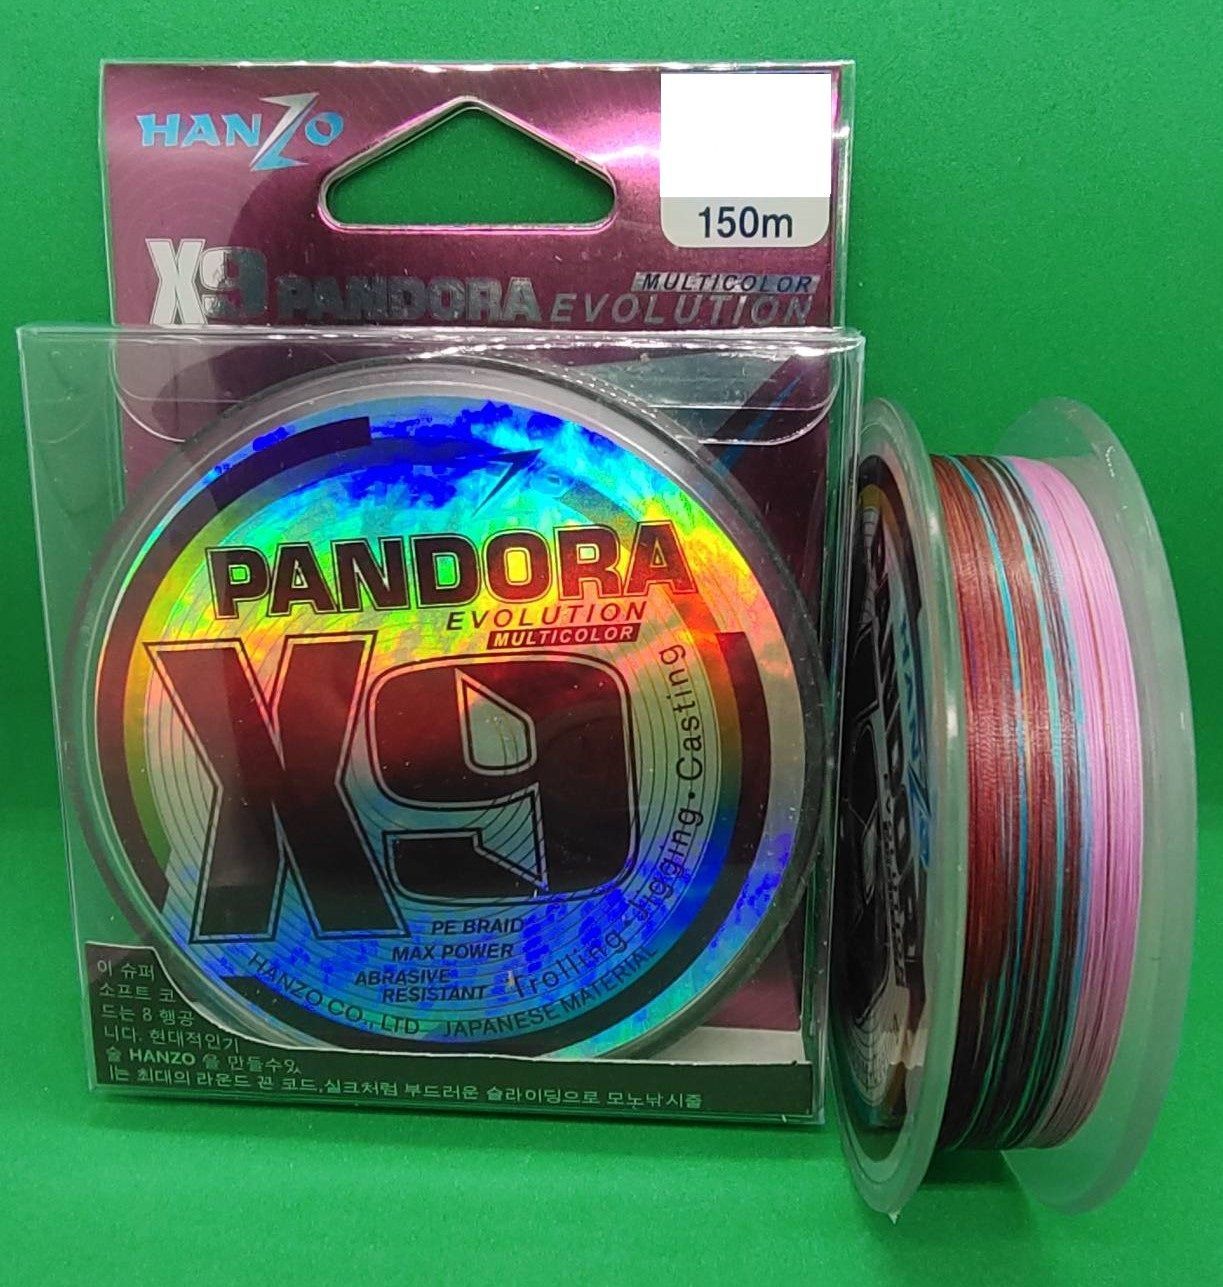 HANZO
150m
X9 PANDORA
MULTICOLOR
EVOLUTION
PANDORA
EVOLUTION
MULTICOLOR
X9
Trolling · Jigging · Casting
PE BRAID
MAX POWER
ABRASIVE
RESISTANT
HANZO CO., LTD JAPANESE MATERIAL
이 슈퍼
소프트 코
드는 8 행공
니다. 현대적인기
술 HANZO 을 만들수있
는 최대의 라운드 끈 코드,실크처럼 부드러운 슬라이딩으로 모노낚시줄
HANZO